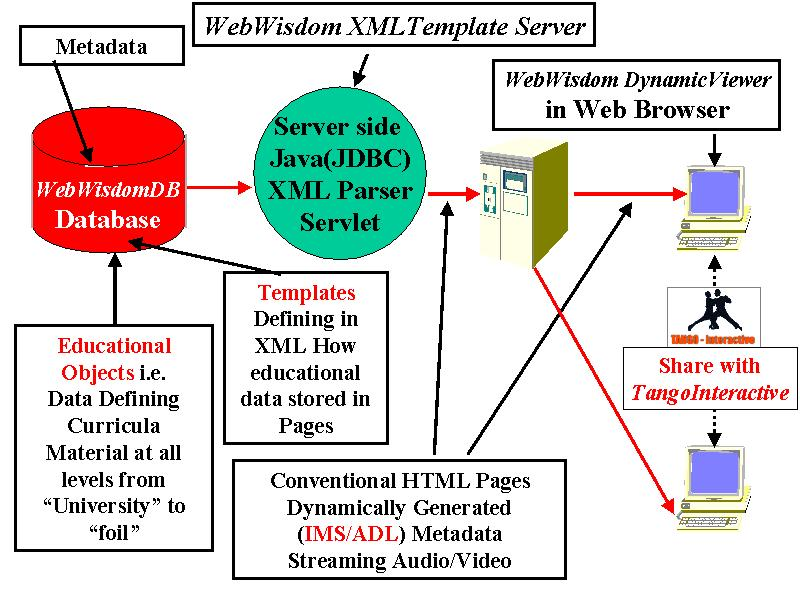 WebWisdom XMLTemplate Server
Metadata
WebWisdom DynamicViewer
in Web Browser
Server side
Java(JDBC)
XML Parser
Servlet
WebWisdomDB
Database
Templates
Defining in
XML How
educational
data stored in
Pages
Educational
Objects i.e.
Data Defining
Curricula
Material at all
levels from
“University” to
“foil”
TANGO - Interactive
Share with
TangoInteractive
Conventional HTML Pages
Dynamically Generated
(IMS/ADL) Metadata
Streaming Audio/Video